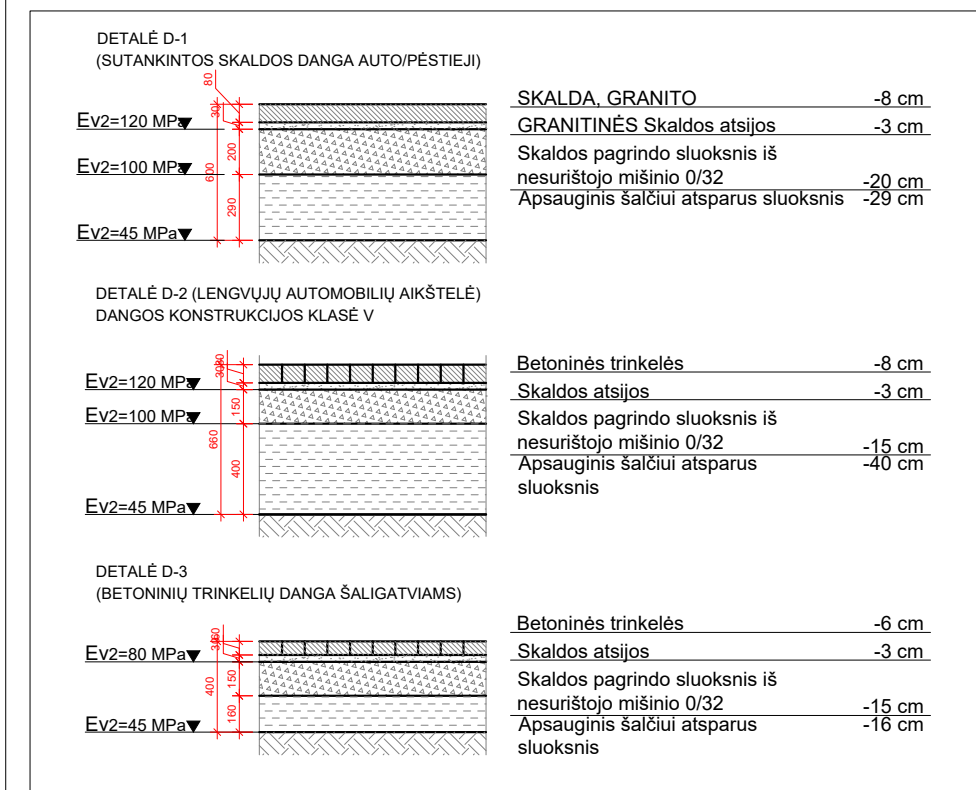 DETALĖ D-1
(SUTANKINTOS SKALDOS DANGA AUTO/PĖSTIEJI)
80
30
200
600
290
Ev2=120 MPa
Ev2=100 MPa
Ev2=45 MPa
SKALDA, GRANITO -8 cm
GRANITINĖS Skaldos atsijos -3 cm
Skaldos pagrindo sluoksnis iš
nesurištojo mišinio 0/32 -20 cm
Apsauginis šalčiui atsparus sluoksnis -29 cm
DETALĖ D-2 (LENGVŲJŲ AUTOMOBILIŲ AIKŠTELĖ)
DANGOS KONSTRUKCIJOS KLASĖ V
30
80
150
660
400
Ev2=120 MPa
Ev2=100 MPa
Ev2=45 MPa
Betoninės trinkelės -8 cm
Skaldos atsijos -3 cm
Skaldos pagrindo sluoksnis iš
nesurištojo mišinio 0/32 -15 cm
Apsauginis šalčiui atsparus -40 cm
sluoksnis
DETALĖ D-3
(BETONINIŲ TRINKELIŲ DANGA ŠALIGATVIAMS)
30
60
150
400
160
Ev2=80 MPa
Ev2=45 MPa
Betoninės trinkelės -6 cm
Skaldos atsijos -3 cm
Skaldos pagrindo sluoksnis iš
nesurištojo mišinio 0/32 -15 cm
Apsauginis šalčiui atsparus -16 cm
sluoksnis